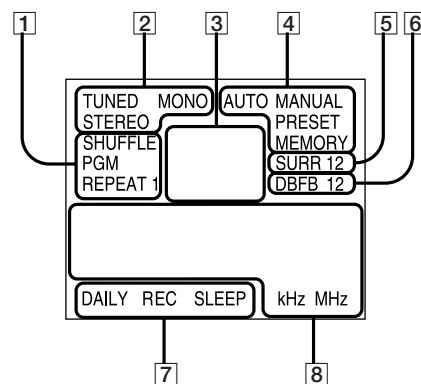 1 2 3 4 5 6
TUNED MONO AUTO MANUAL
STEREO PRESET
SHUFFLE MEMORY
PGM SURR 12
REPEAT 1 DBFB 12
DAILY REC SLEEP kHz MHz
7 8